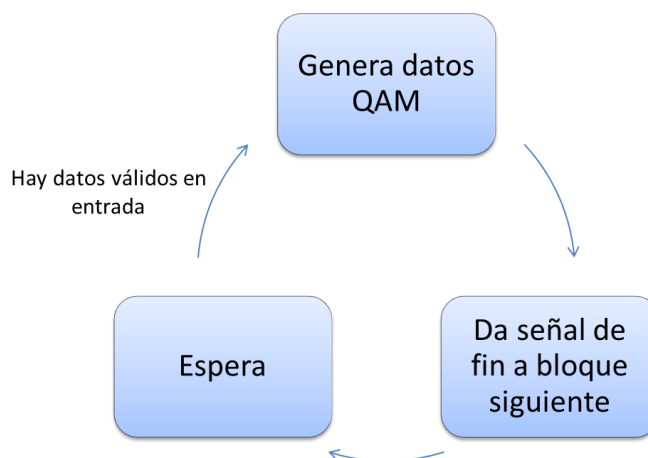 Genera datos
QAM
Hay datos válidos en
entrada
Espera
Da señal de
fin a bloque
siguiente